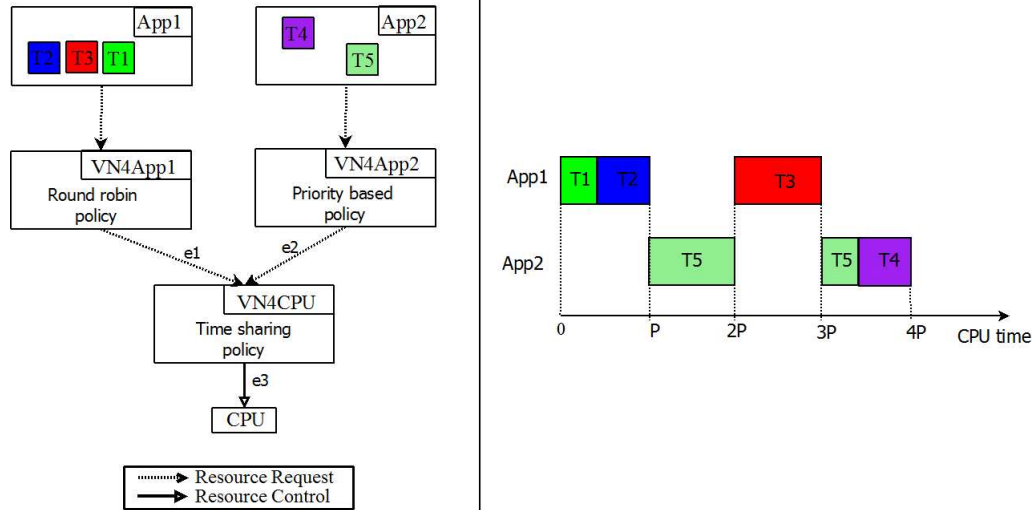 App1
T2 T3 T1
App2
T4
T5
VN4App1
Round robin
policy
VN4App2
Priority based
policy
e1
e2
VN4CPU
Time sharing
policy
e3
CPU
Resource Request
Resource Control
App1
T1 T2 T3
App2
T5 T5 T4
0 P 2P 3P 4P
CPU time